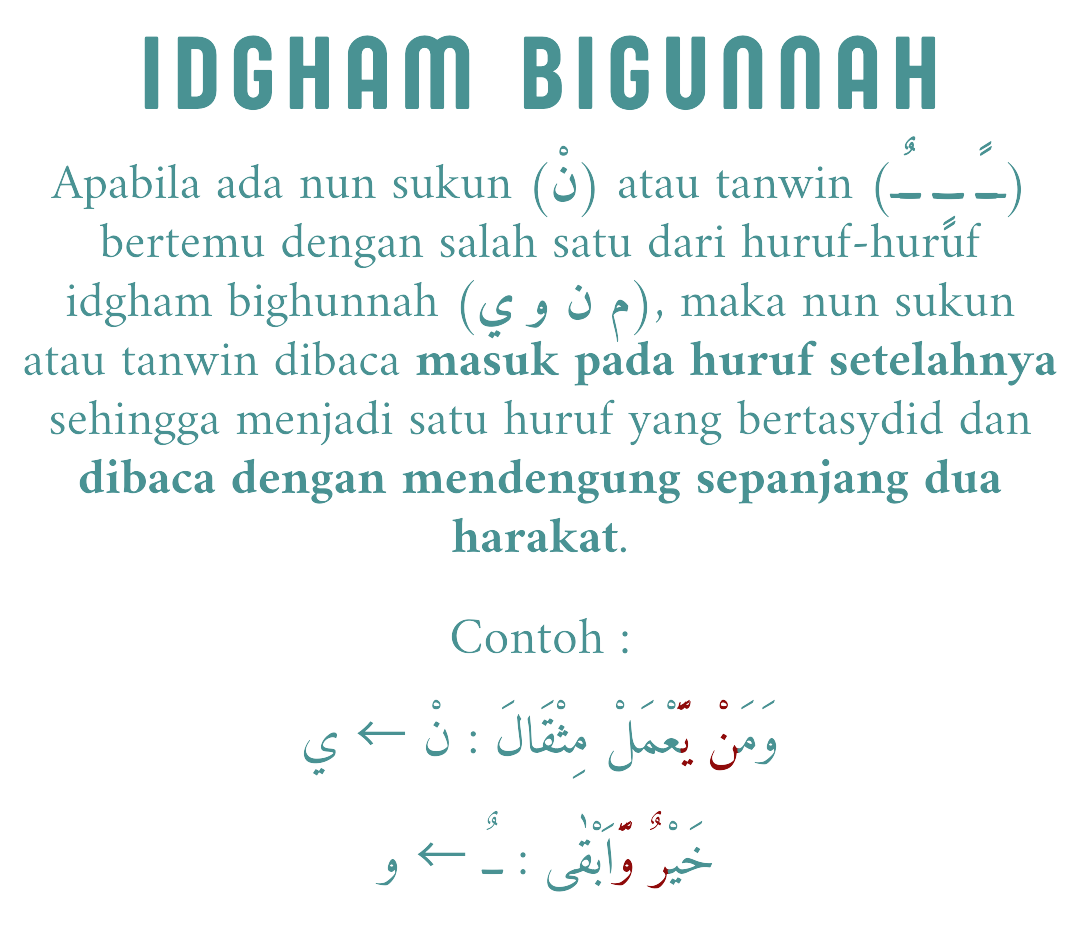 IDGHAM BIGUNNAH
Apabila ada nun sukun (نْ) atau tanwin (ـًـ ـٍـ ـٌـ)
bertemu dengan salah satu dari huruf-huruf
idgham bighunnah (م ن و ي), maka nun sukun
atau tanwin dibaca masuk pada huruf setelahnya
sehingga menjadi satu huruf yang bertasydid dan
dibaca dengan mendengung sepanjang dua
harakat.
Contoh :
وَمَنْ يَّعْمَلْ مِثْقَالَ : نْ ← ي
خَيْرٌ وَّاَبْقٰى : ـٌ ← و